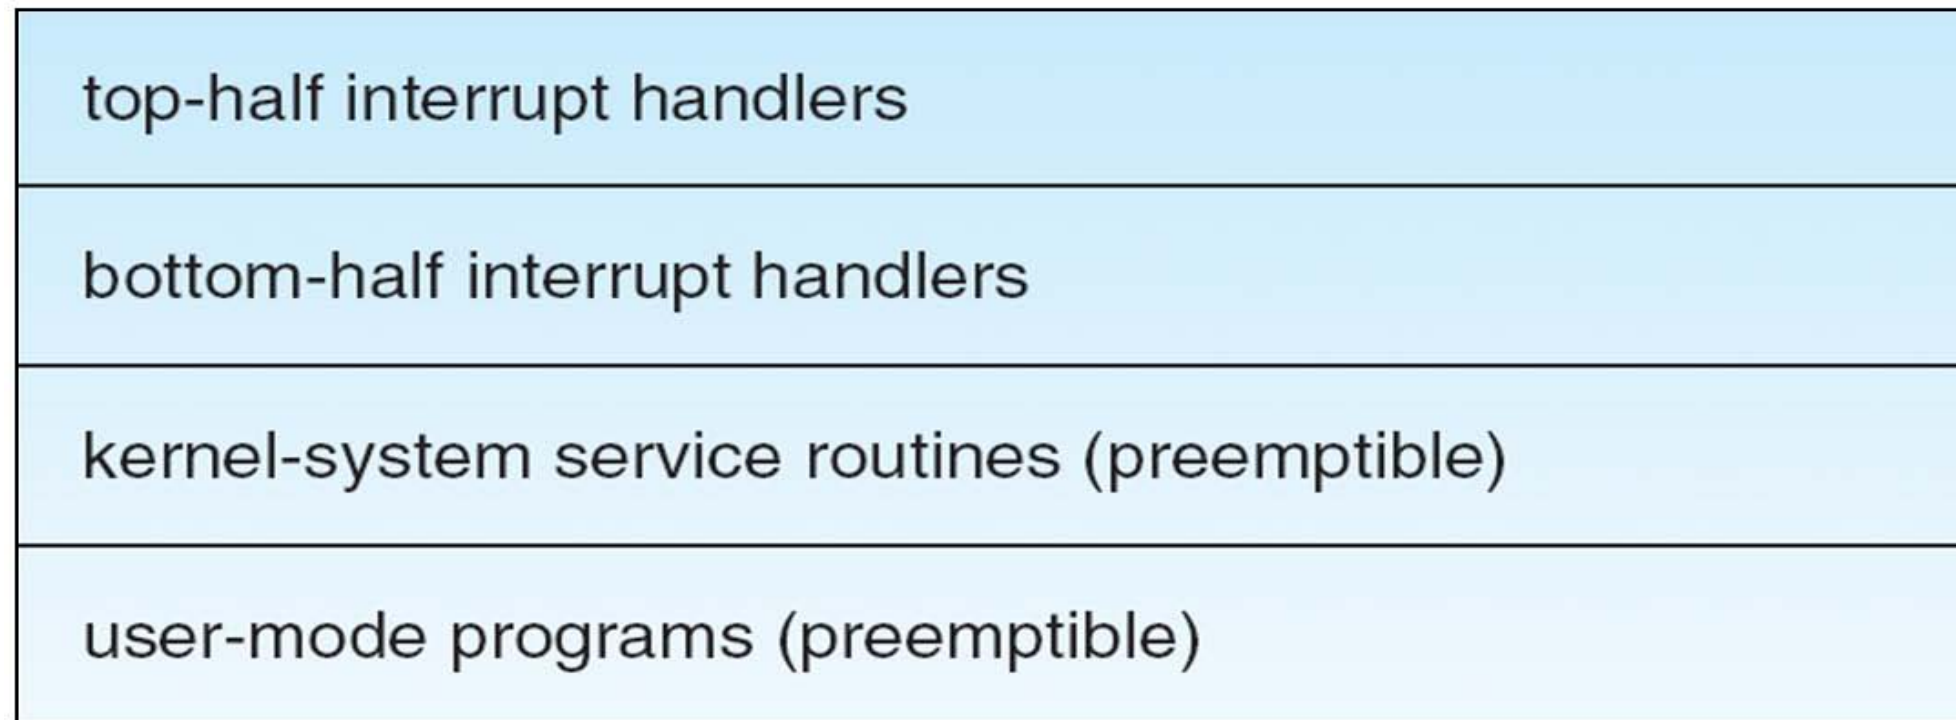 top-half interrupt handlers
bottom-half interrupt handlers
kernel-system service routines (preemptible)
user-mode programs (preemptible)